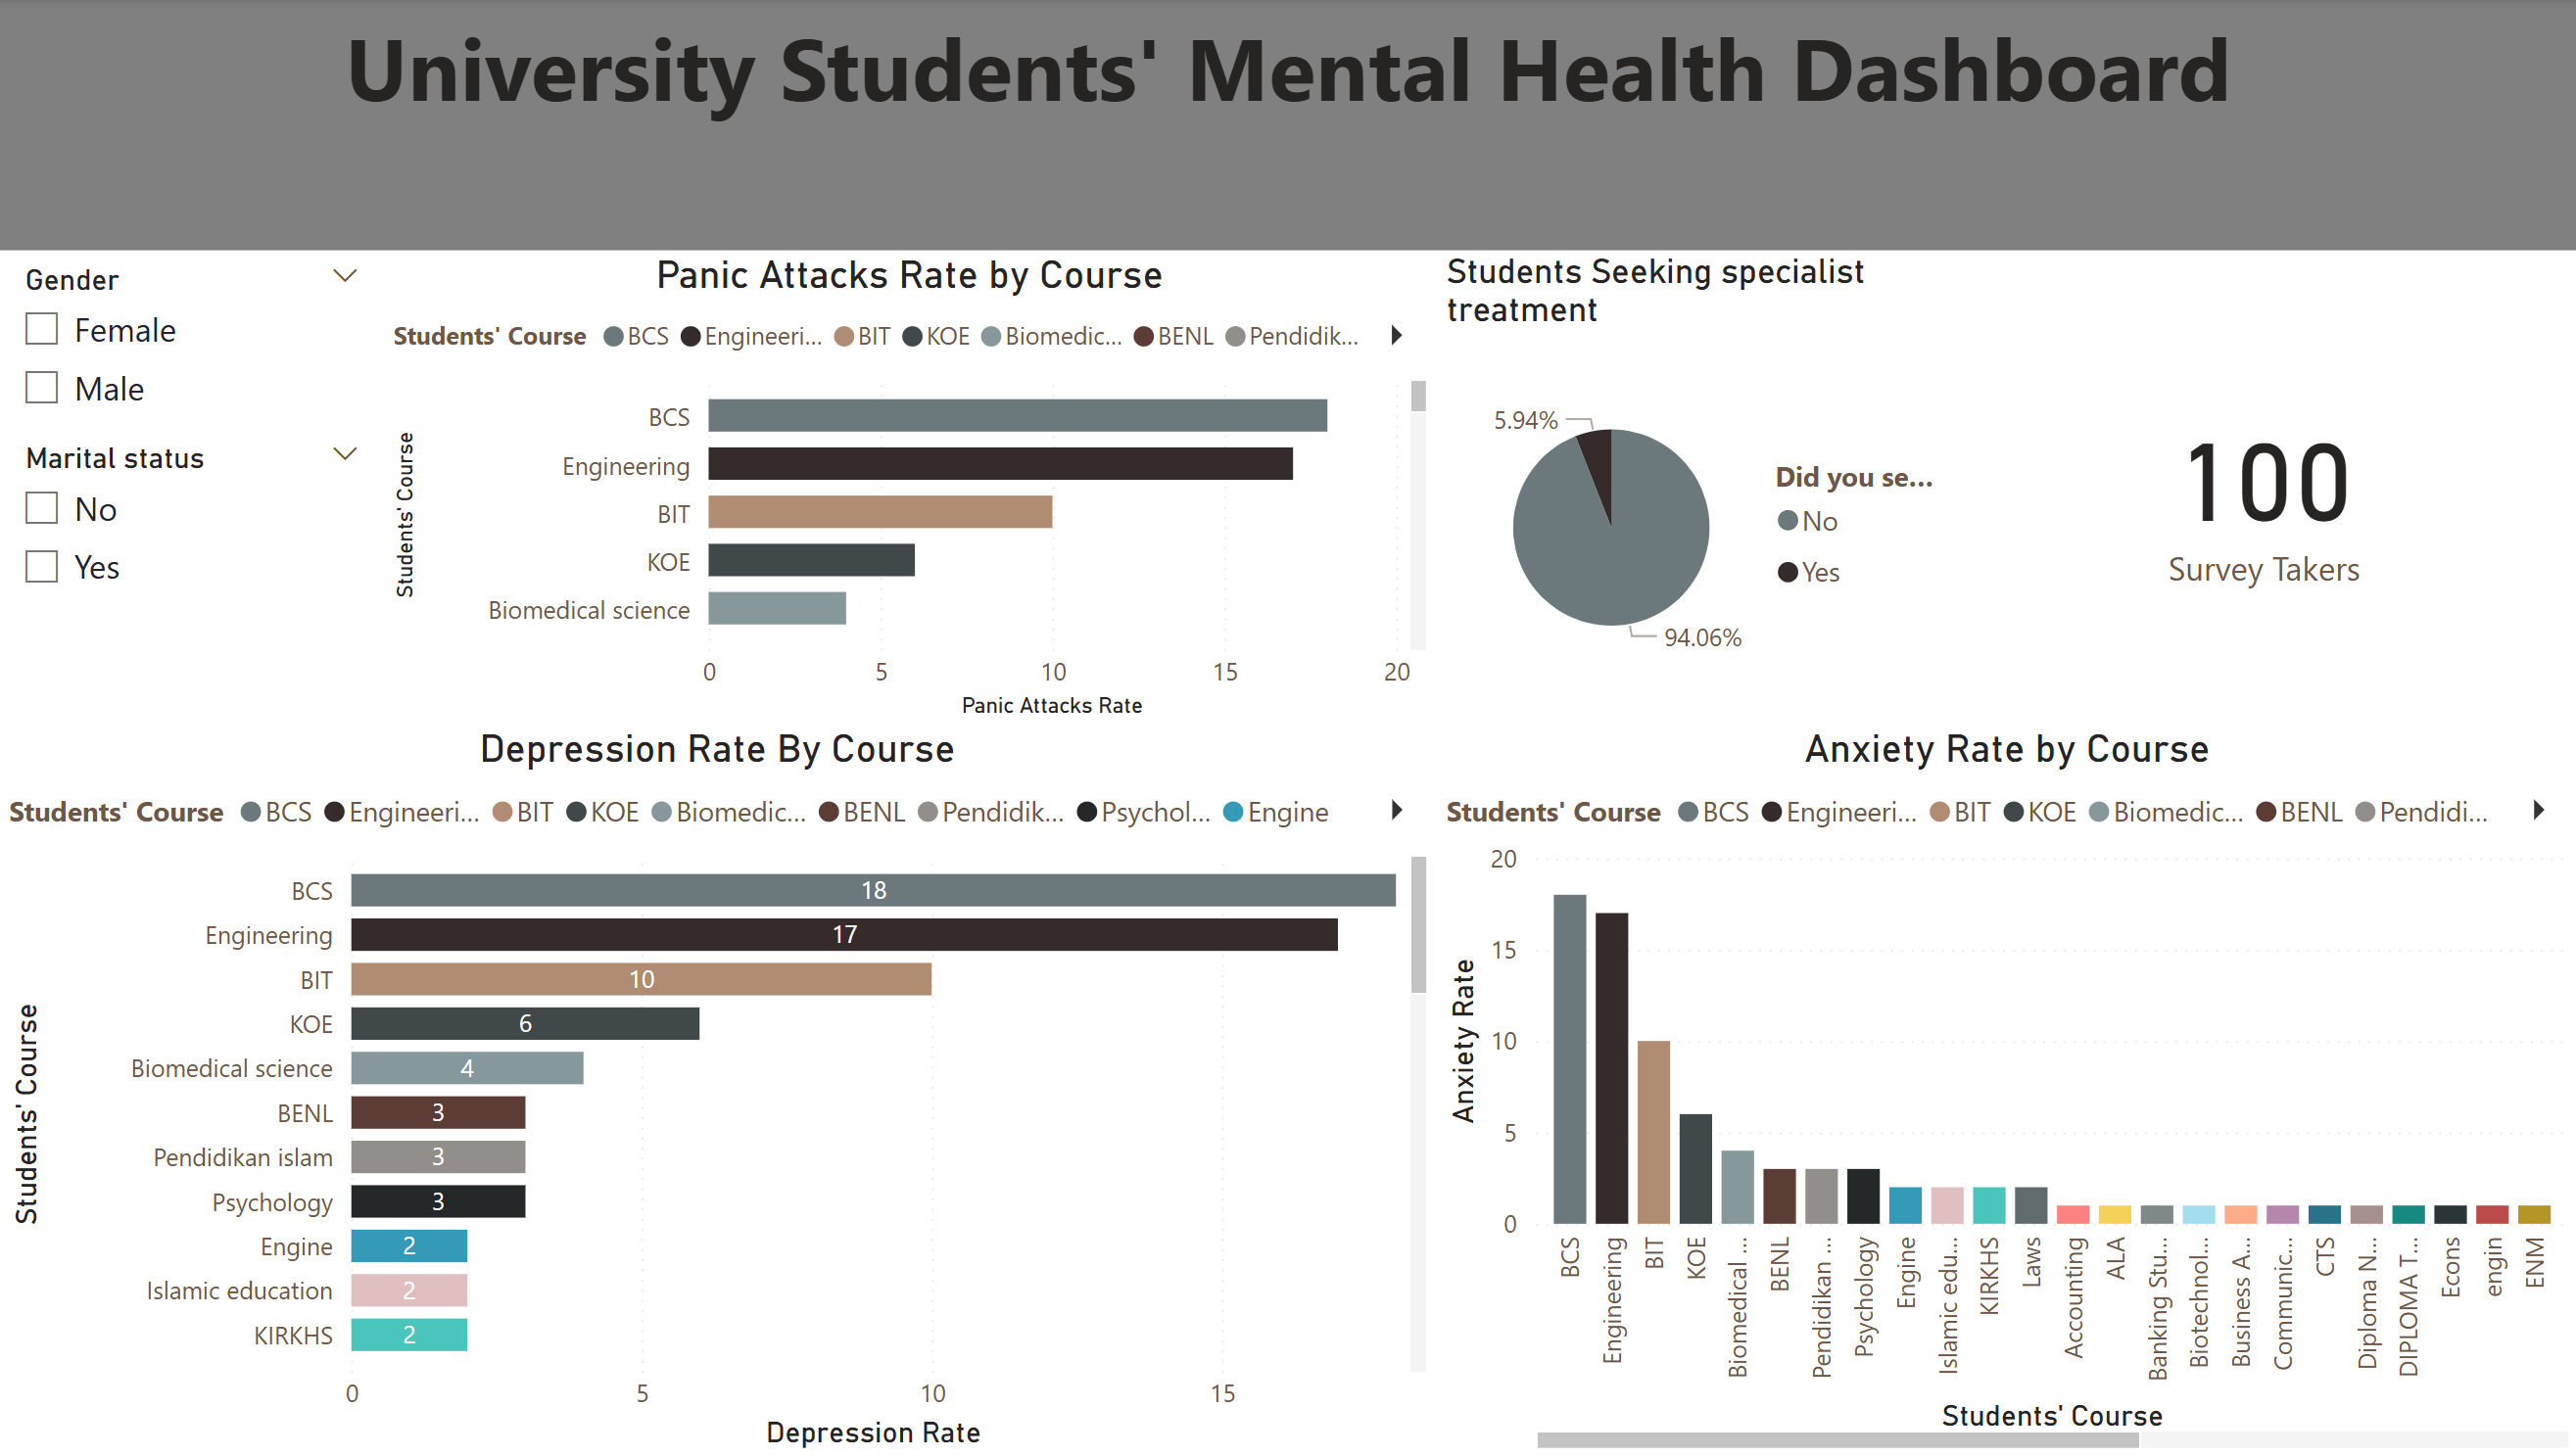 University Students' Mental Health Dashboard
Gender
Female
Male
Marital status
No
Yes
Panic Attacks Rate by Course
Students' Course BCS Engineeri... BIT KOE Biomedic... BENL Pendidik...
Students' Course
BCS
Engineering
BIT
KOE
Biomedical science
0 5 10 15 20
Panic Attacks Rate
Students Seeking specialist
treatment
5.94%
94.06%
Did you se...
No
Yes
100
Survey Takers
Depression Rate By Course
Students' Course BCS Engineeri... BIT KOE Biomedic... BENL Pendidik... Psychol... Engine
Students' Course
BCS 18
Engineering 17
BIT 10
KOE 6
Biomedical science 4
BENL 3
Pendidikan islam 3
Psychology 3
Engine 2
Islamic education 2
KIRKHS 2
0 5 10 15
Depression Rate
Anxiety Rate by Course
Students' Course BCS Engineeri... BIT KOE Biomedic... BENL Pendidi...
Anxiety Rate
20
15
10
5
0
BCS
Engineering
BIT
KOE
Biomedical ...
BENL
Pendidikan ...
Psychology
Engine
Islamic edu...
KIRKHS
Laws
Accounting
ALA
Banking Stu...
Biotechnol...
Business A...
Communic...
CTS
Diploma N...
DIPLOMA T...
Econs
engin
ENM
Students' Course